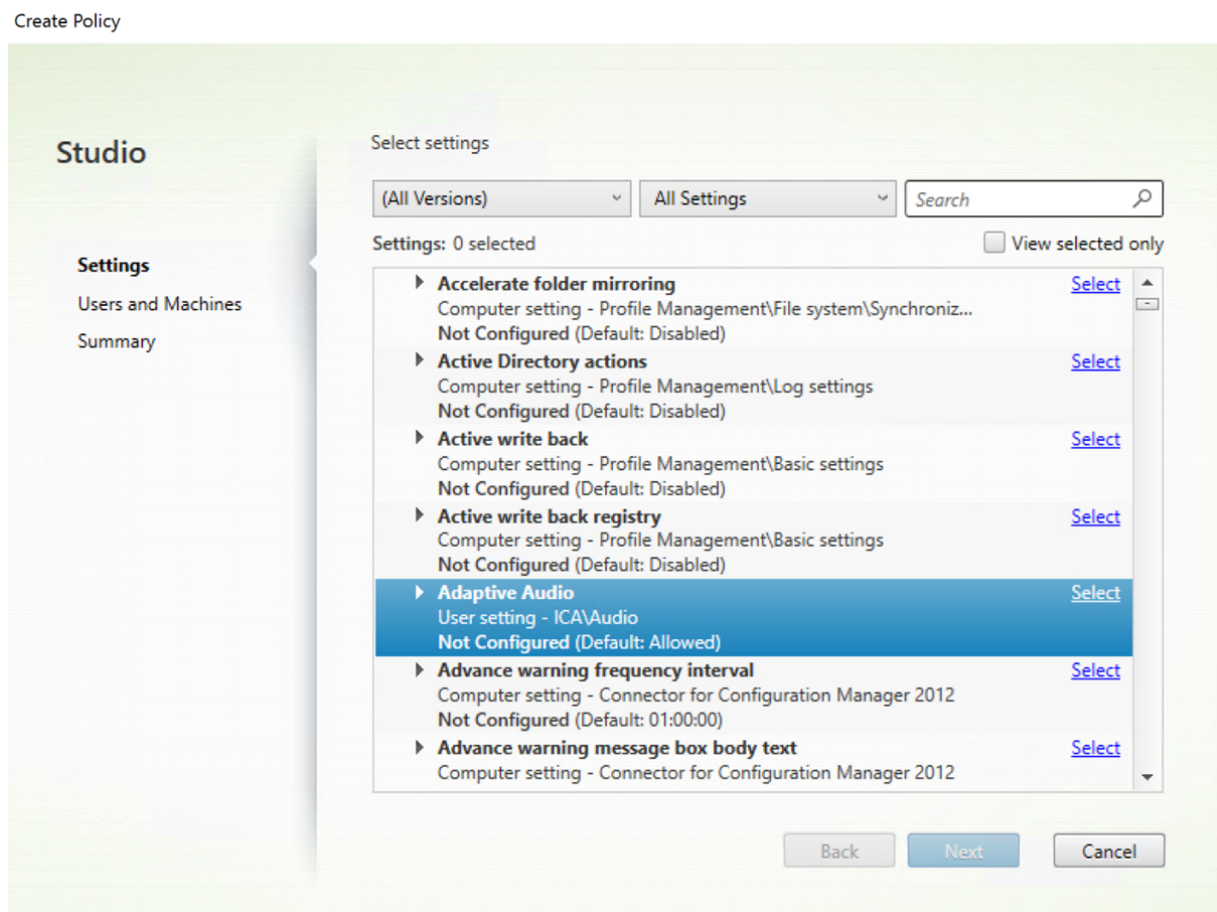 Create Policy
Studio
Settings
Users and Machines
Summary
Select settings
(All Versions)
All Settings
Search
Settings: 0 selected
View selected only
Accelerate folder mirroring
Select
Computer setting - Profile Management\File system\Synchroniz...
Not Configured (Default: Disabled)
Active Directory actions
Select
Computer setting - Profile Management\Log settings
Not Configured (Default: Disabled)
Active write back
Select
Computer setting - Profile Management\Basic settings
Not Configured (Default: Disabled)
Active write back registry
Select
Computer setting - Profile Management\Basic settings
Not Configured (Default: Disabled)
Adaptive Audio
Select
User setting - ICA\Audio
Not Configured (Default: Allowed)
Advance warning frequency interval
Select
Computer setting - Connector for Configuration Manager 2012
Not Configured (Default: 01:00:00)
Advance warning message box body text
Select
Computer setting - Connector for Configuration Manager 2012
Back
Next
Cancel